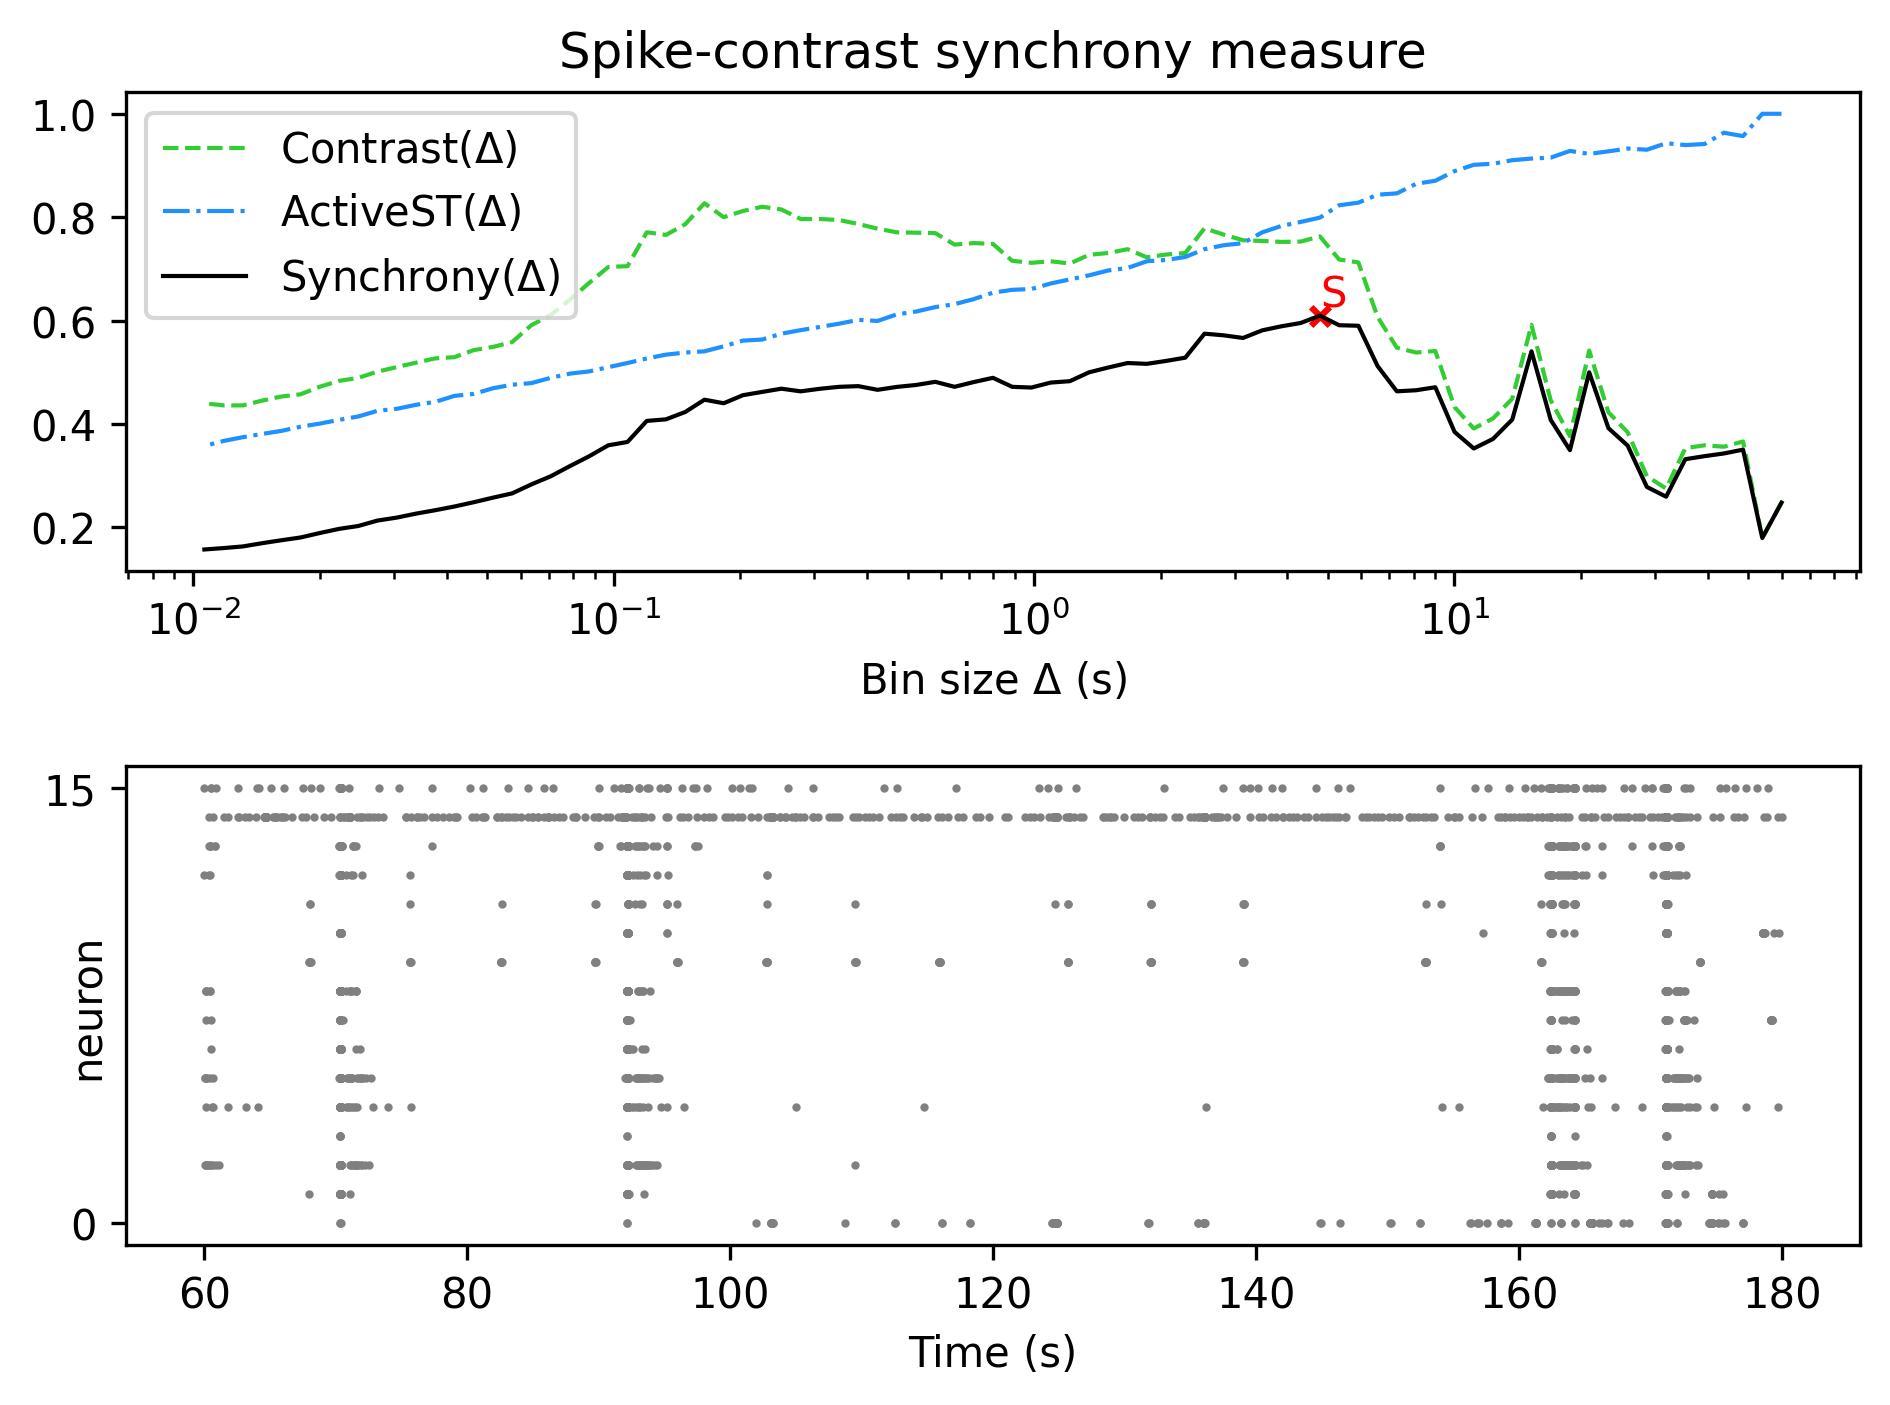 Spike-contrast synchrony measure
1.0
0.8
0.6
0.4
0.2
Contrast(Δ)
ActiveST(Δ)
Synchrony(Δ)
S
10⁻² 10⁻¹ 10⁰ 10¹
Bin size Δ (s)
15
0
neuron
60 80 100 120 140 160 180
Time (s)